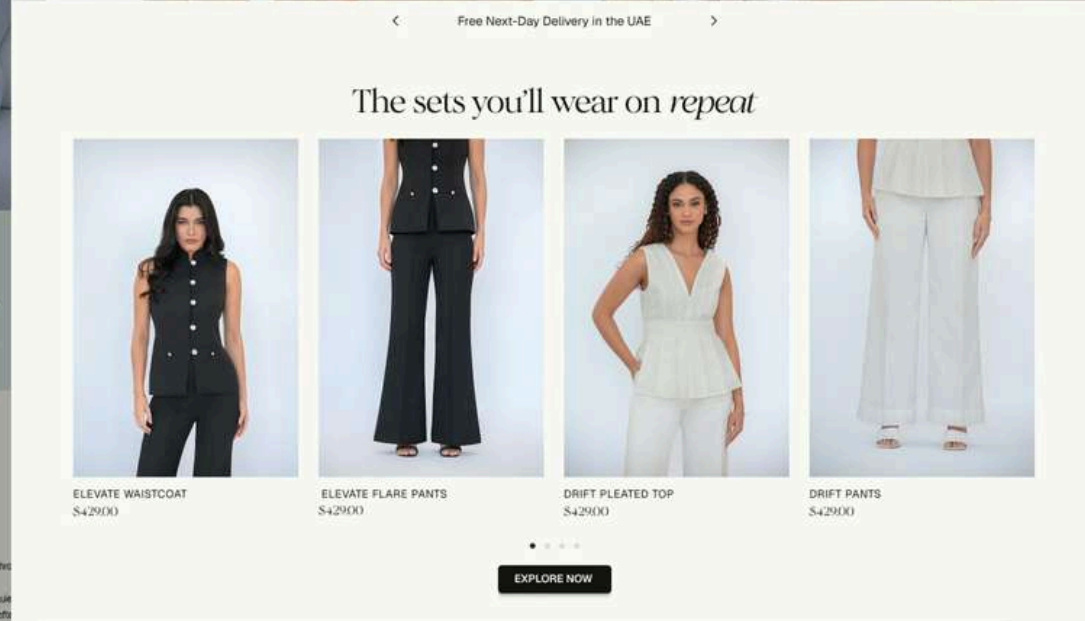 Free Next-Day Delivery in the UAE
The sets you'll wear on repeat
ELEVATE WAISTCOAT
$429.00
ELEVATE FLARE PANTS
$429.00
DRIFT PLEATED TOP
$429.00
DRIFT PANTS
$429.00
EXPLORE NOW